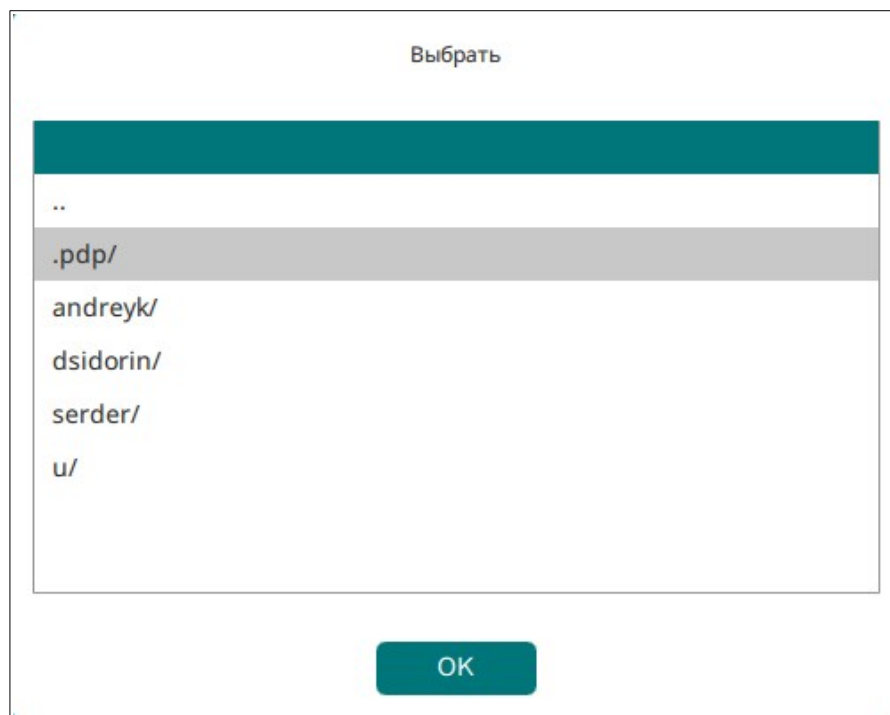 Выбрать
..
.pdp/
andreyk/
dsidorin/
serder/
u/
OK